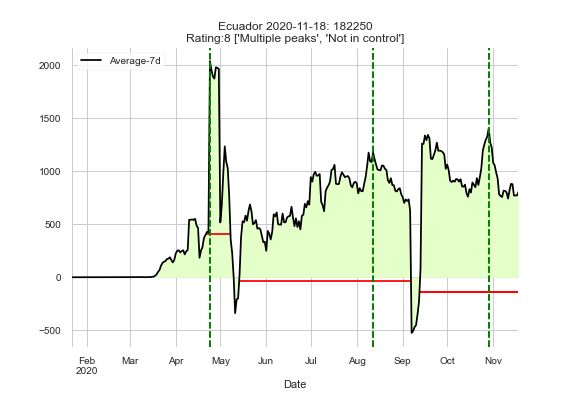 Ecuador 2020-11-18: 182250
Rating:8 ['Multiple peaks', 'Not in control']
Average-7d
2000
1500
1000
500
0
−500
Feb Mar Apr May Jun Jul Aug Sep Oct Nov
2020
Date